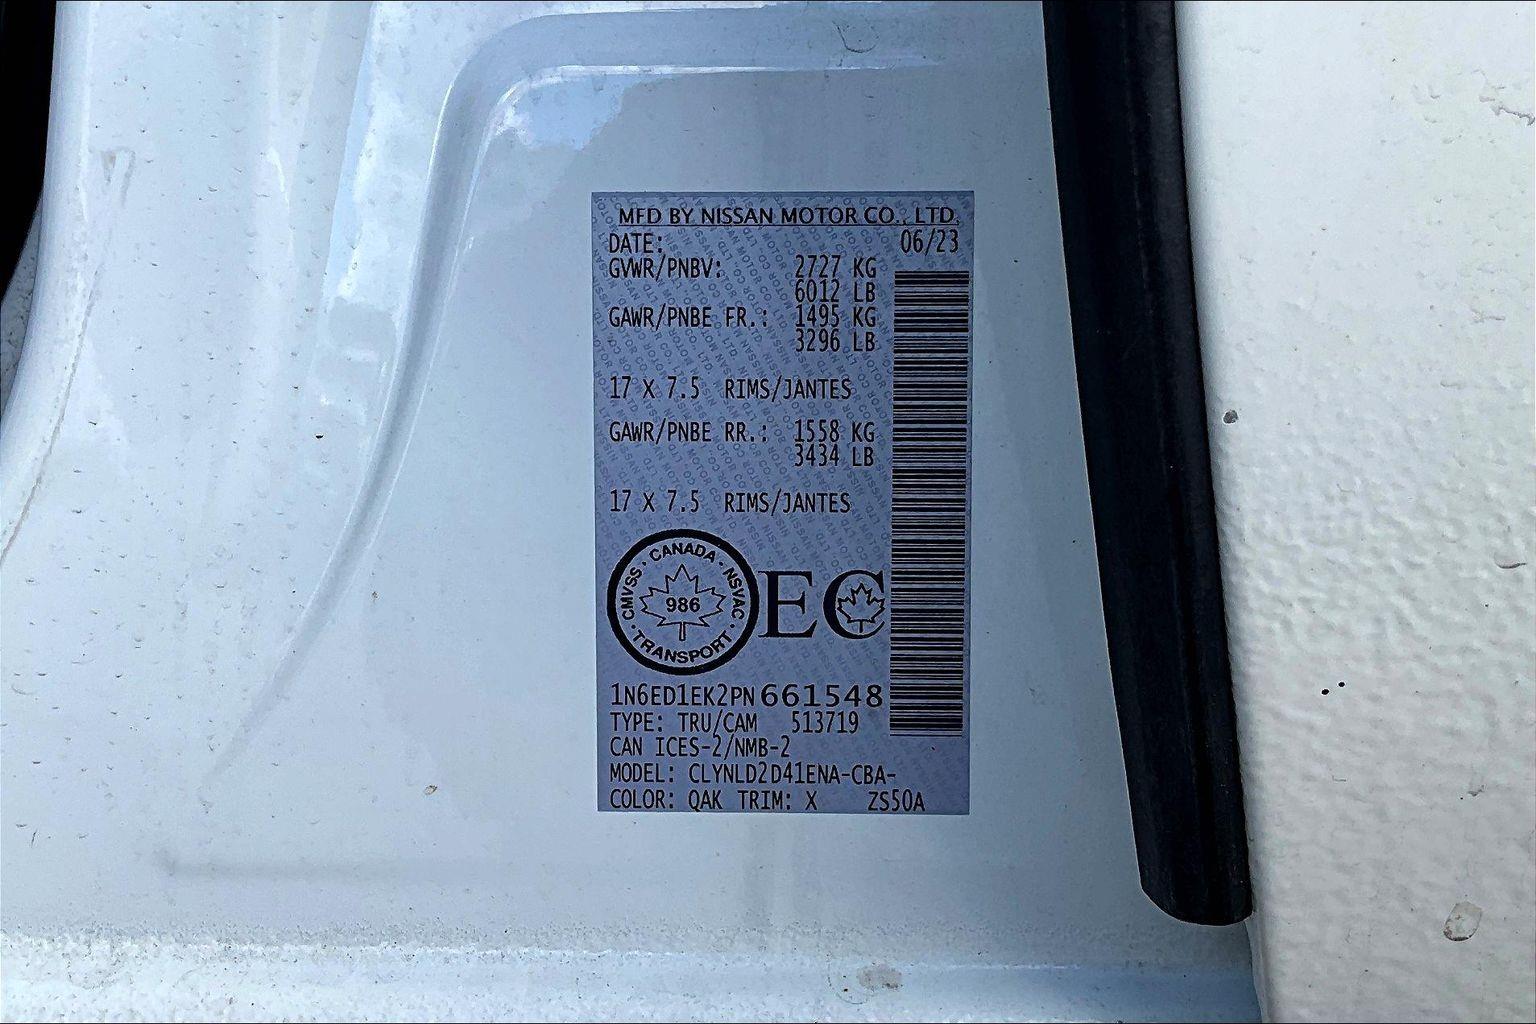 MFD BY NISSAN MOTOR CO., LTD.
DATE: 06/23
GVWR/PNBV: 2727 KG
6012 LB
GAWR/PNBE FR.: 1495 KG
3296 LB
17 X 7.5 RIMS/JANTES
GAWR/PNBE RR.: 1558 KG
3434 LB
17 X 7.5 RIMS/JANTES
CMVSS · CANADA · NSVAC · TRANSPORT ·
986
EC
1N6ED1EK2PN661548
TYPE: TRU/CAM 513719
CAN ICES-2/NMB-2
MODEL: CLYNLD2D41ENA-CBA-
COLOR: QAK TRIM: X ZS50A